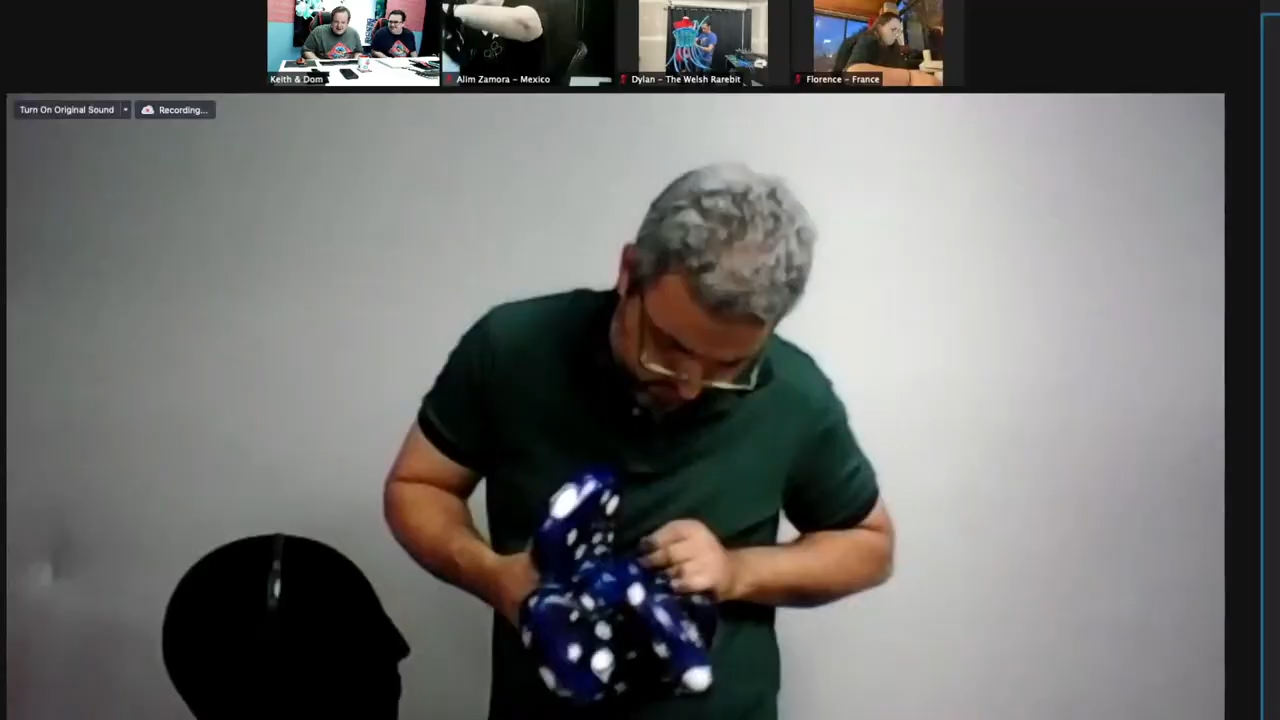 Keith & Dom
Alim Zamora - Mexico
Dylan - The Welsh Rarebit
Florence - France
Turn On Original Sound
Recording...